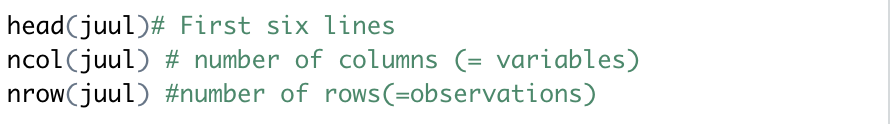 head(juul)# First six lines
ncol(juul) # number of columns (= variables)
nrow(juul) #number of rows(=observations)